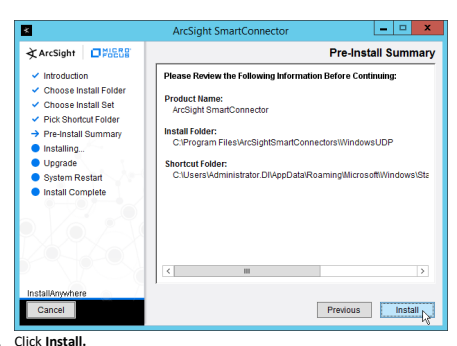 ArcSight SmartConnector
ArcSight MICRO FOCUS
Pre-Install Summary
Introduction
Choose Install Folder
Choose Install Set
Pick Shortcut Folder
Pre-Install Summary
Installing...
Upgrade
System Restart
Install Complete
Please Review the Following Information Before Continuing:
Product Name:
ArcSight SmartConnector
Install Folder:
C:\Program Files\ArcSightSmartConnectors\WindowsUDP
Shortcut Folder:
C:\Users\Administrator.DI\AppData\Roaming\Microsoft\Windows\Sta
InstallAnywhere
Cancel
Previous
Install
Click Install.